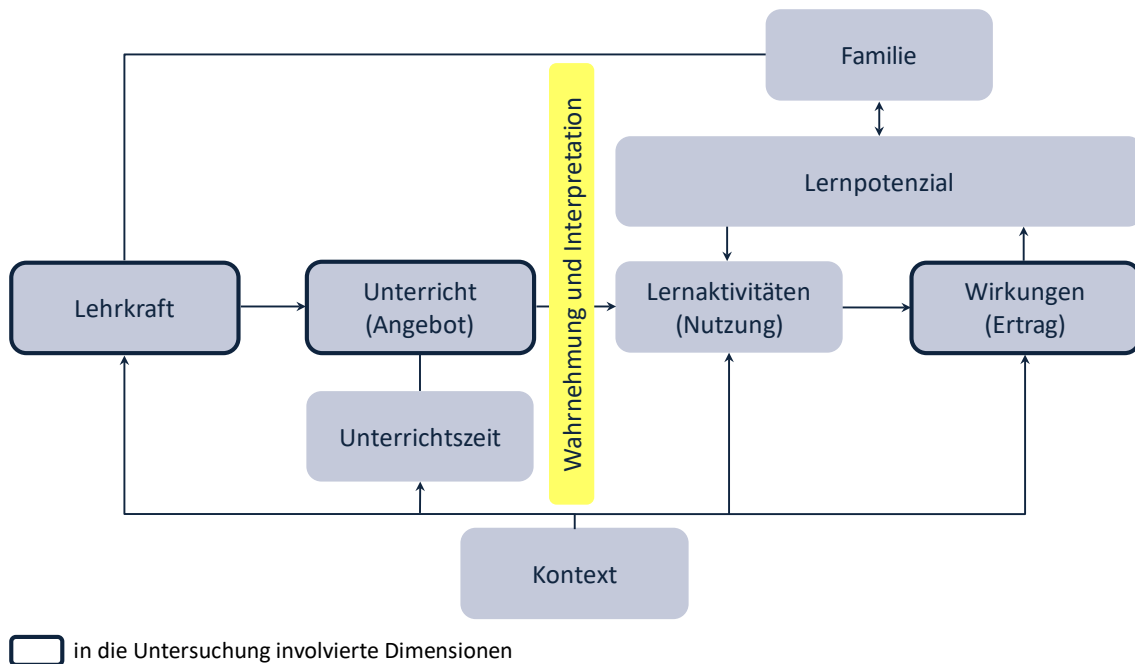 Familie
Lernpotenzial
Wahrnehmung und Interpretation
Lehrkraft
Unterricht
(Angebot)
Lernaktivitäten
(Nutzung)
Wirkungen
(Ertrag)
Unterrichtszeit
Kontext
in die Untersuchung involvierte Dimensionen